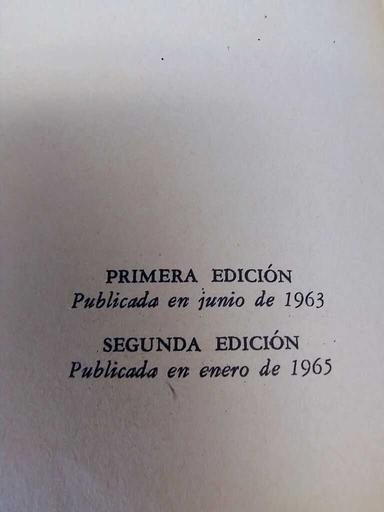 PRIMERA EDICIÓN
Publicada en junio de 1963
SEGUNDA EDICIÓN
Publicada en enero de 1965